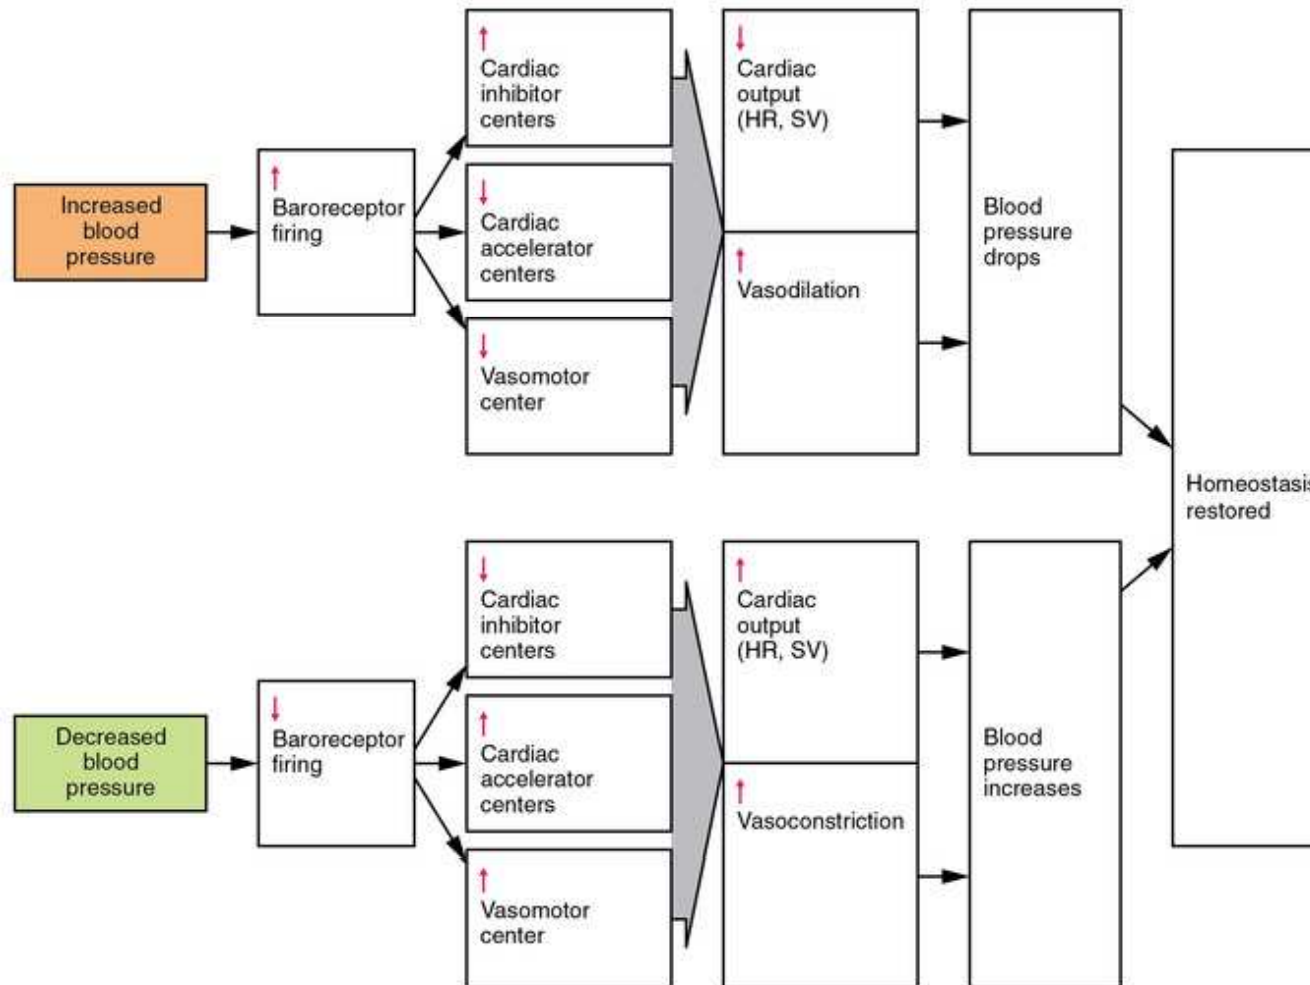 Increased
blood
pressure
↑
Baroreceptor
firing
↑
Cardiac
inhibitor
centers
↓
Cardiac
accelerator
centers
↓
Vasomotor
center
↓
Cardiac
output
(HR, SV)
↑
Vasodilation
Blood
pressure
drops
Homeostasis
restored
Decreased
blood
pressure
↓
Baroreceptor
firing
↓
Cardiac
inhibitor
centers
↑
Cardiac
accelerator
centers
↑
Vasomotor
center
↑
Cardiac
output
(HR, SV)
↑
Vasoconstriction
Blood
pressure
increases